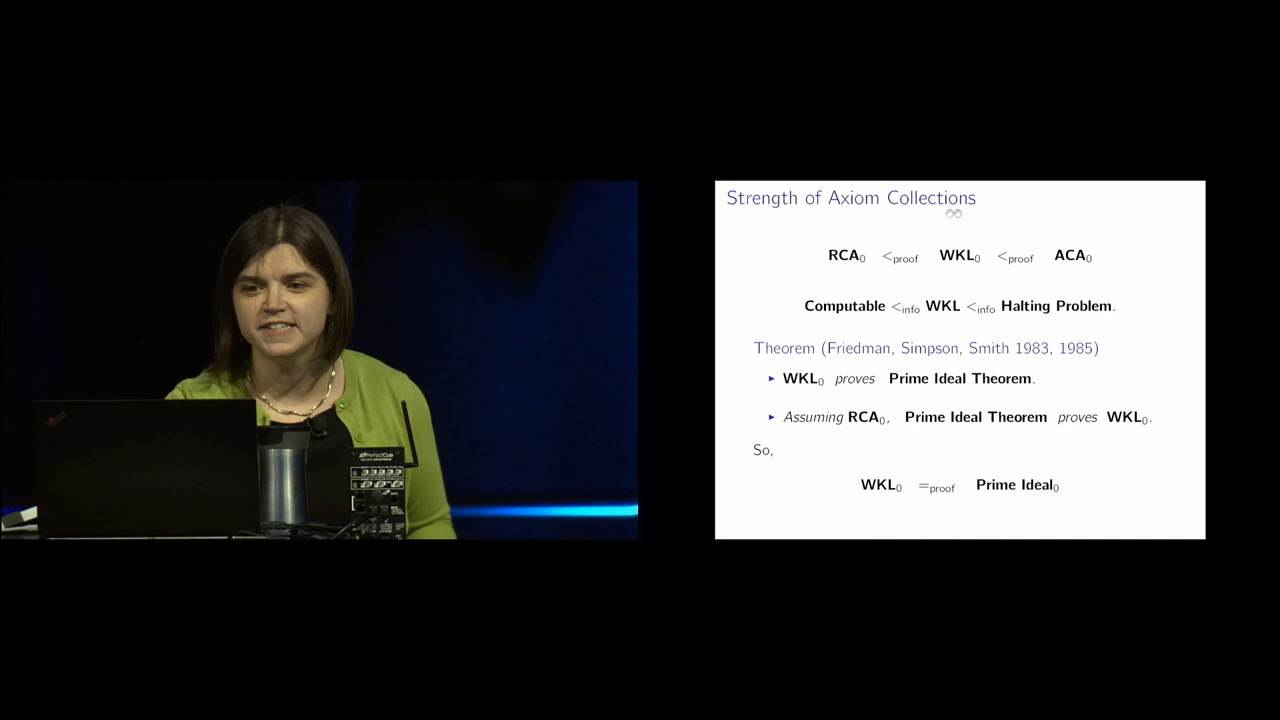 Strength of Axiom Collections
RCA₀ <proof WKL₀ <proof ACA₀
Computable <info WKL <info Halting Problem.
Theorem (Friedman, Simpson, Smith 1983, 1985)
▸ WKL₀ proves Prime Ideal Theorem.
▸ Assuming RCA₀, Prime Ideal Theorem proves WKL₀.
So,
WKL₀ =proof Prime Ideal₀
PerfectCue